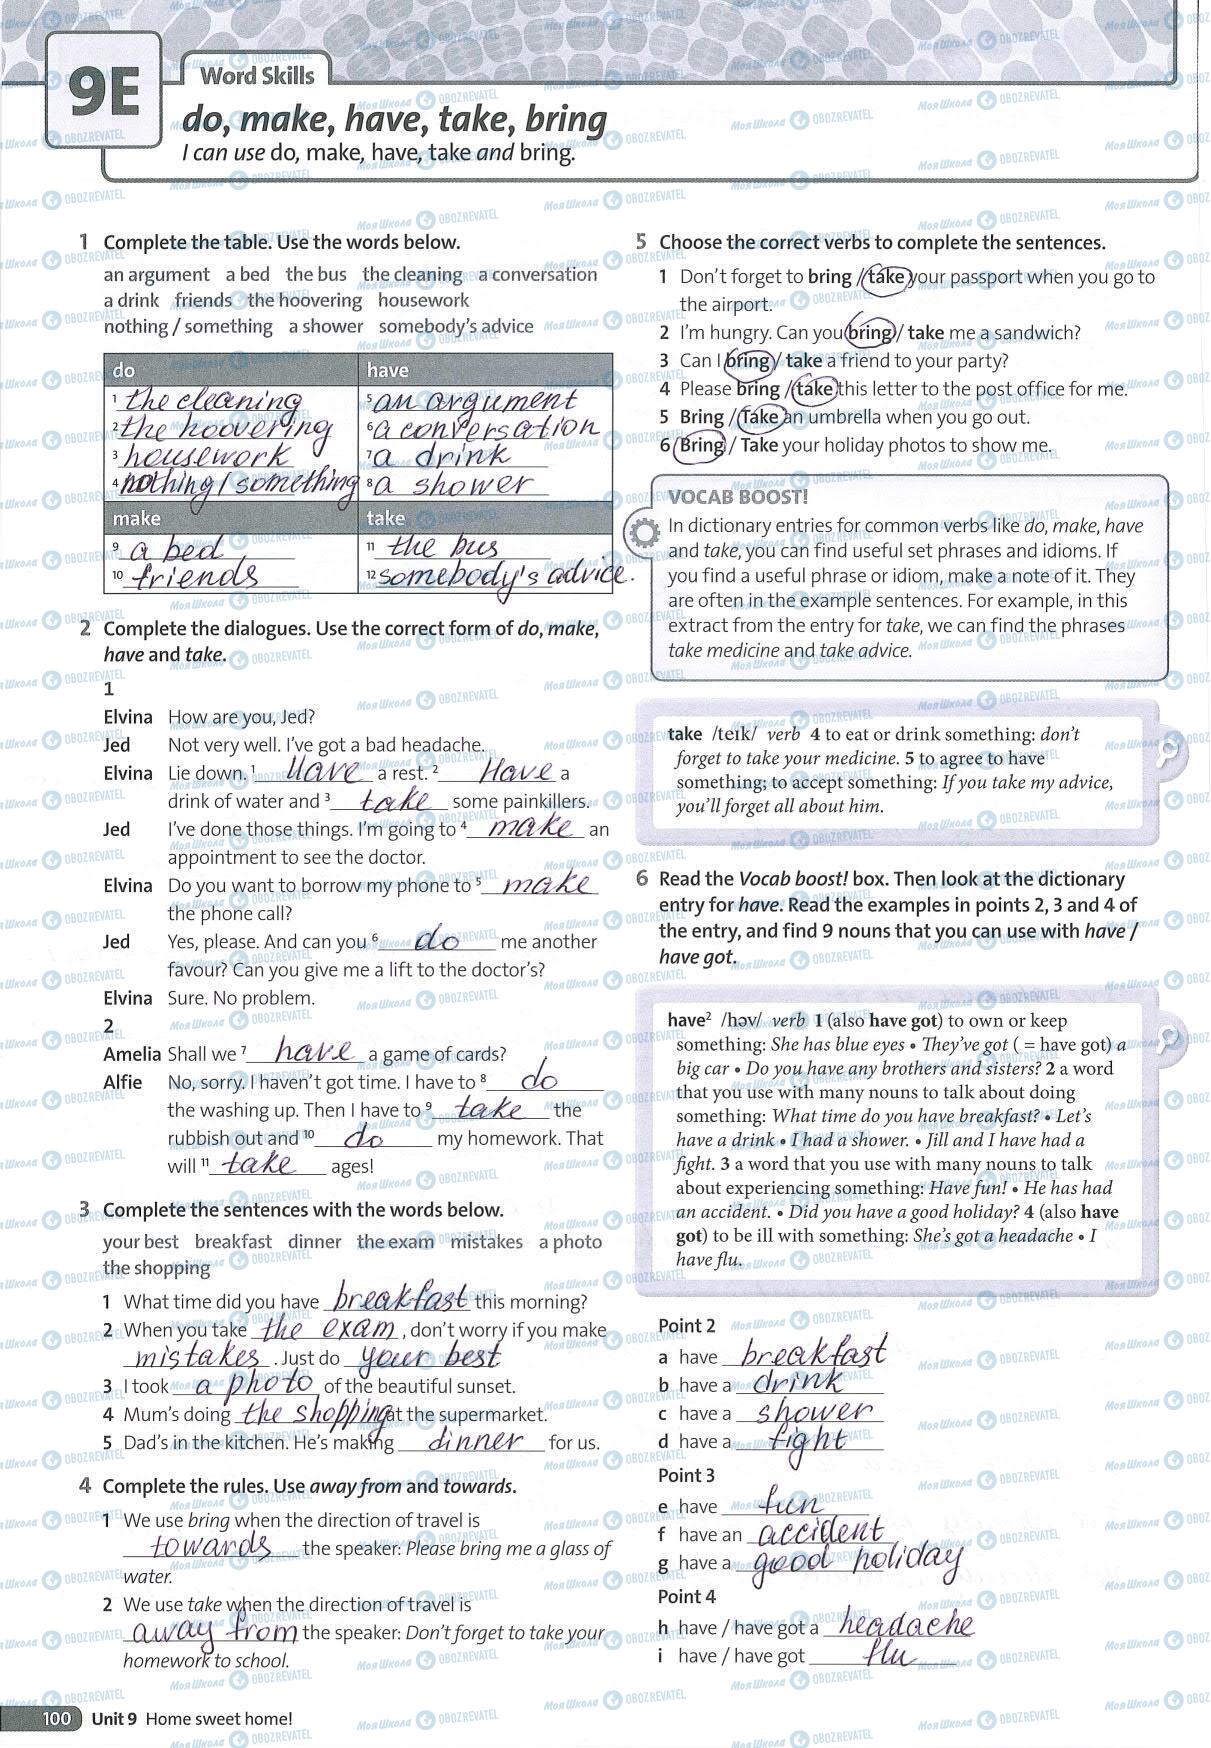 9E
Word Skills
do, make, have, take, bring
I can use do, make, have, take and bring.
1 Complete the table. Use the words below.
an argument a bed the bus the cleaning a conversation
a drink friends the hoovering housework
nothing / something a shower somebody's advice
do have
1 the cleaning 5 an argument
2 the hoovering 6 a conversation
3 housework 7 a drink
4 nothing / something 8 a shower
make take
9 a bed 11 the bus
10 friends 12 somebody's advice.
2 Complete the dialogues. Use the correct form of do, make,
have and take.
1
Elvina How are you, Jed?
Jed Not very well. I've got a bad headache.
Elvina Lie down. 1 Have a rest. 2 Have a
drink of water and 3 take some painkillers.
Jed I've done those things. I'm going to 4 make an
appointment to see the doctor.
Elvina Do you want to borrow my phone to 5 make
the phone call?
Jed Yes, please. And can you 6 do me another
favour? Can you give me a lift to the doctor's?
Elvina Sure. No problem.
2
Amelia Shall we 7 have a game of cards?
Alfie No, sorry. I haven't got time. I have to 8 do
the washing up. Then I have to 9 take the
rubbish out and 10 do my homework. That
will 11 take ages!
3 Complete the sentences with the words below.
your best breakfast dinner the exam mistakes a photo
the shopping
1 What time did you have breakfast this morning?
2 When you take the exam, don't worry if you make
mistakes. Just do your best
3 I took a photo of the beautiful sunset.
4 Mum's doing the shopping at the supermarket.
5 Dad's in the kitchen. He's making dinner for us.
4 Complete the rules. Use away from and towards.
1 We use bring when the direction of travel is
towards the speaker: Please bring me a glass of
water.
2 We use take when the direction of travel is
away from the speaker: Don't forget to take your
homework to school.
5 Choose the correct verbs to complete the sentences.
1 Don't forget to bring / take your passport when you go to
the airport.
2 I'm hungry. Can you bring / take me a sandwich?
3 Can I bring / take a friend to your party?
4 Please bring / take this letter to the post office for me.
5 Bring / Take an umbrella when you go out.
6 Bring / Take your holiday photos to show me.
VOCAB BOOST!
In dictionary entries for common verbs like do, make, have
and take, you can find useful set phrases and idioms. If
you find a useful phrase or idiom, make a note of it. They
are often in the example sentences. For example, in this
extract from the entry for take, we can find the phrases
take medicine and take advice.
take /teɪk/ verb 4 to eat or drink something: don't
forget to take your medicine. 5 to agree to have
something; to accept something: If you take my advice,
you'll forget all about him.
6 Read the Vocab boost! box. Then look at the dictionary
entry for have. Read the examples in points 2, 3 and 4 of
the entry, and find 9 nouns that you can use with have /
have got.
have² /həv/ verb 1 (also have got) to own or keep
something: She has blue eyes • They've got ( = have got) a
big car • Do you have any brothers and sisters? 2 a word
that you use with many nouns to talk about doing
something: What time do you have breakfast? • Let's
have a drink • I had a shower. • Jill and I have had a
fight. 3 a word that you use with many nouns to talk
about experiencing something: Have fun! • He has had
an accident. • Did you have a good holiday? 4 (also have
got) to be ill with something: She's got a headache • I
have flu.
Point 2
a have breakfast
b have a drink
c have a shower
d have a fight
Point 3
e have fun
f have an accident
g have a good holiday
Point 4
h have / have got a headache
i have / have got flu
100 Unit 9 Home sweet home!
МояШкола OBOZREVATEL